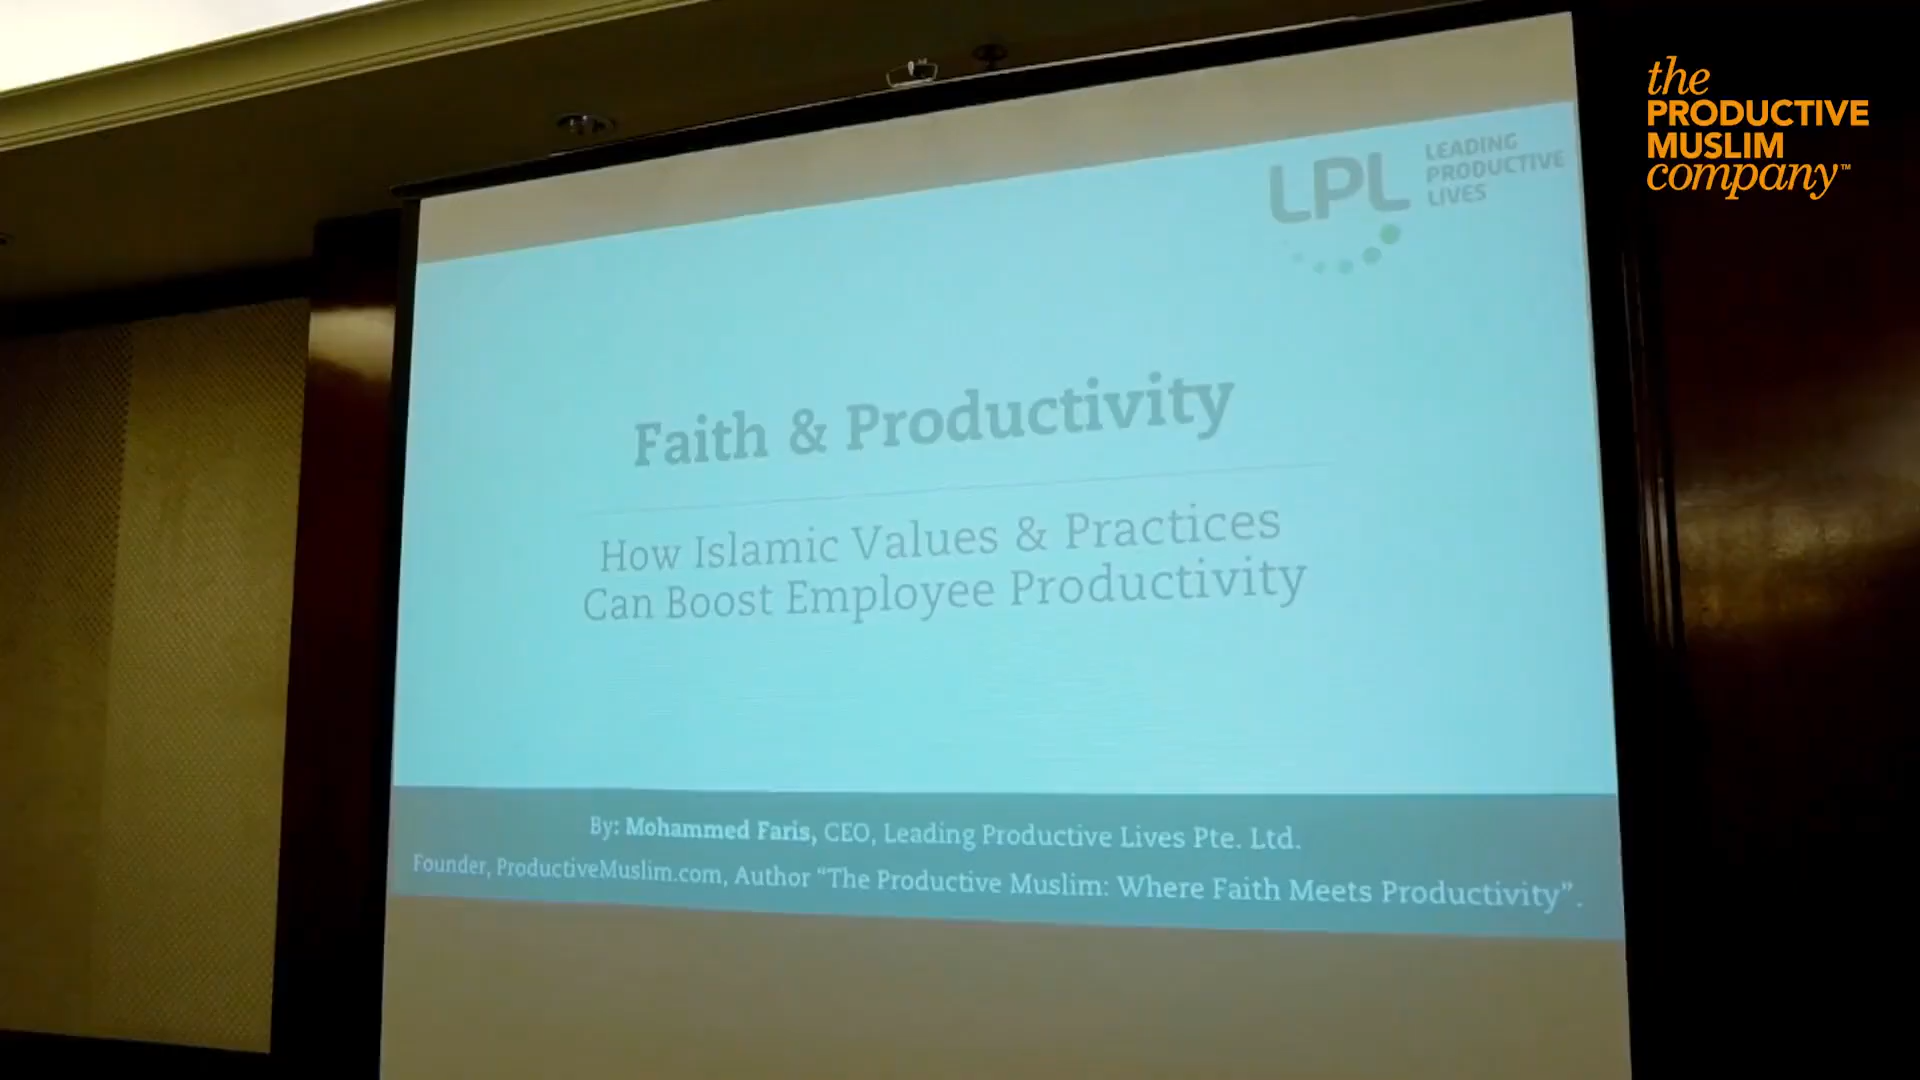 the
PRODUCTIVE
MUSLIM
company™
LPL
LEADING
PRODUCTIVE
LIVES
Faith & Productivity
How Islamic Values & Practices
Can Boost Employee Productivity
By: Mohammed Faris, CEO, Leading Productive Lives Pte. Ltd.
Founder, ProductiveMuslim.com, Author “The Productive Muslim: Where Faith Meets Productivity”.